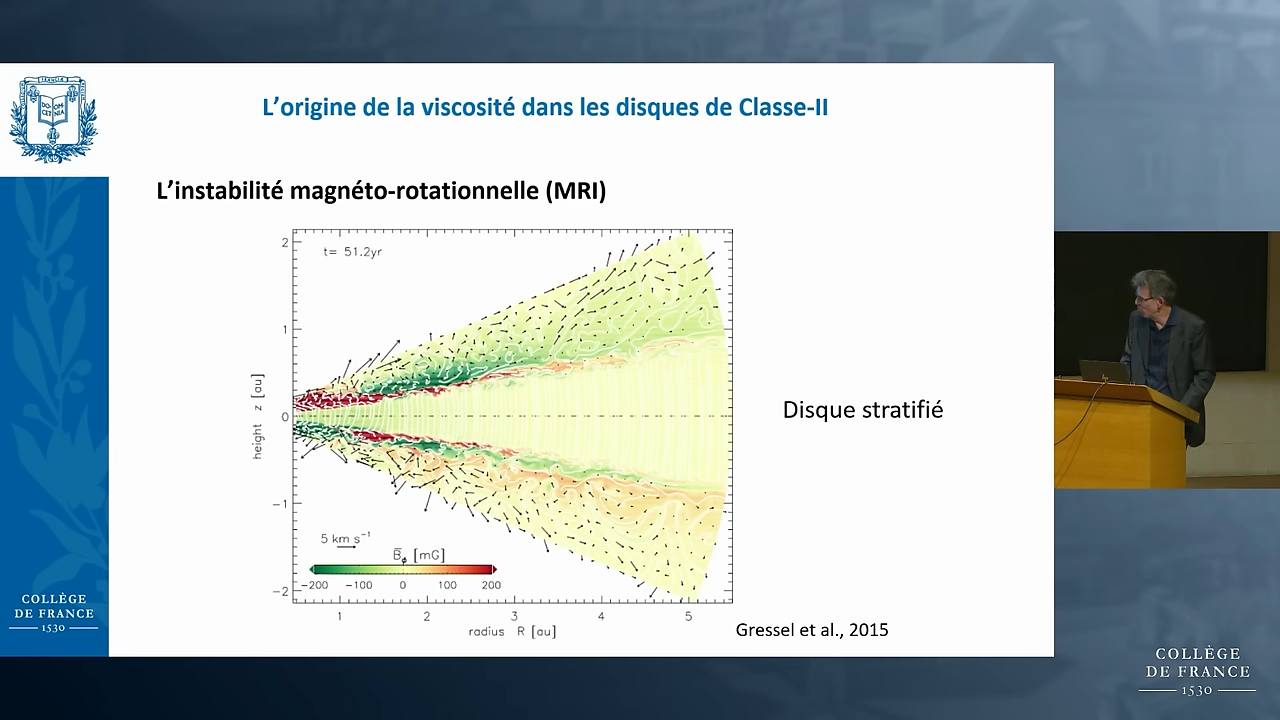 L'origine de la viscosité dans les disques de Classe-II
L'instabilité magnéto-rotationnelle (MRI)
t= 51.2yr
2
1
0
−1
−2
height z [au]
5 km s⁻¹
B̅ϕ [mG]
−200 −100 0 100 200
1 2 3 4 5
radius R [au]
Disque stratifié
Gressel et al., 2015
COLLÈGE
DE FRANCE
1530
COLLÈGE
DE FRANCE
1530